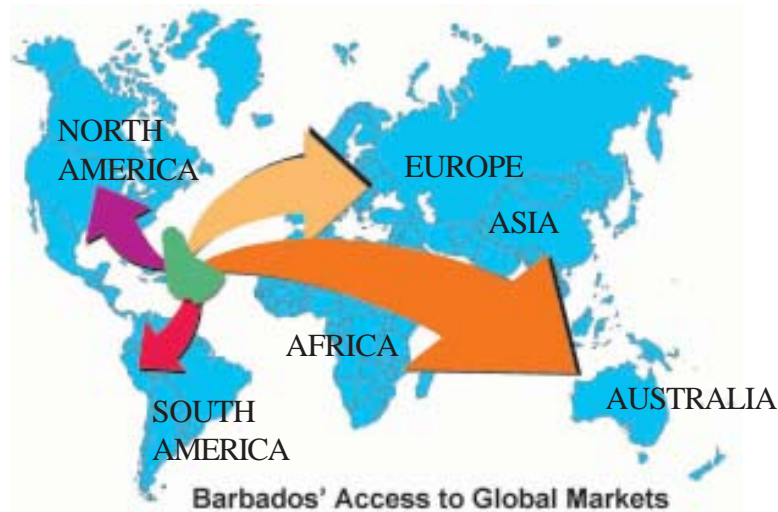 NORTH
AMERICA
EUROPE
ASIA
AFRICA
AUSTRALIA
SOUTH
AMERICA
Barbados' Access to Global Markets